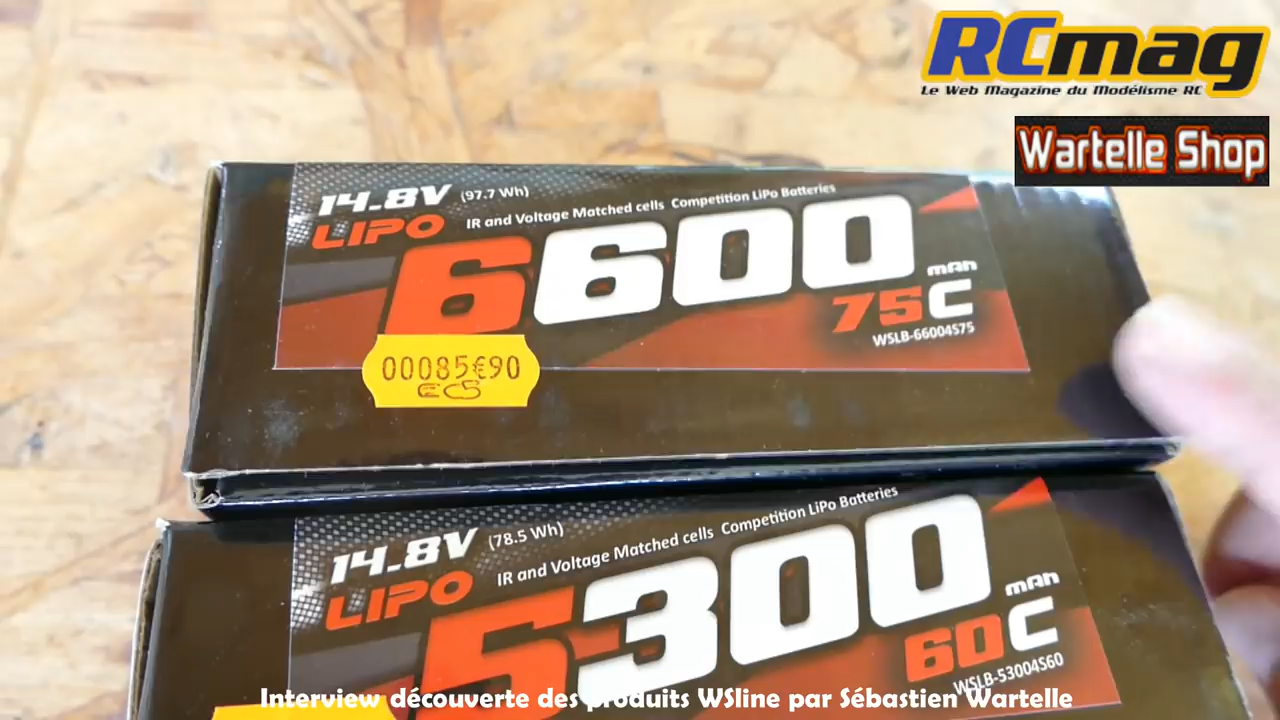 RCmag
Le Web Magazine du Modélisme RC
Wartelle Shop
14.8V (97.7 Wh)
LIPO IR and Voltage Matched cells Competition LiPo Batteries
6600 mAh
75C
WSLB-66004S75
00085€90
ECS
14.8V (78.5 Wh)
LIPO IR and Voltage Matched cells Competition LiPo Batteries
5300 mAh
60C
WSLB-53004S60
Interview découverte des produits WSline par Sébastien Wartelle